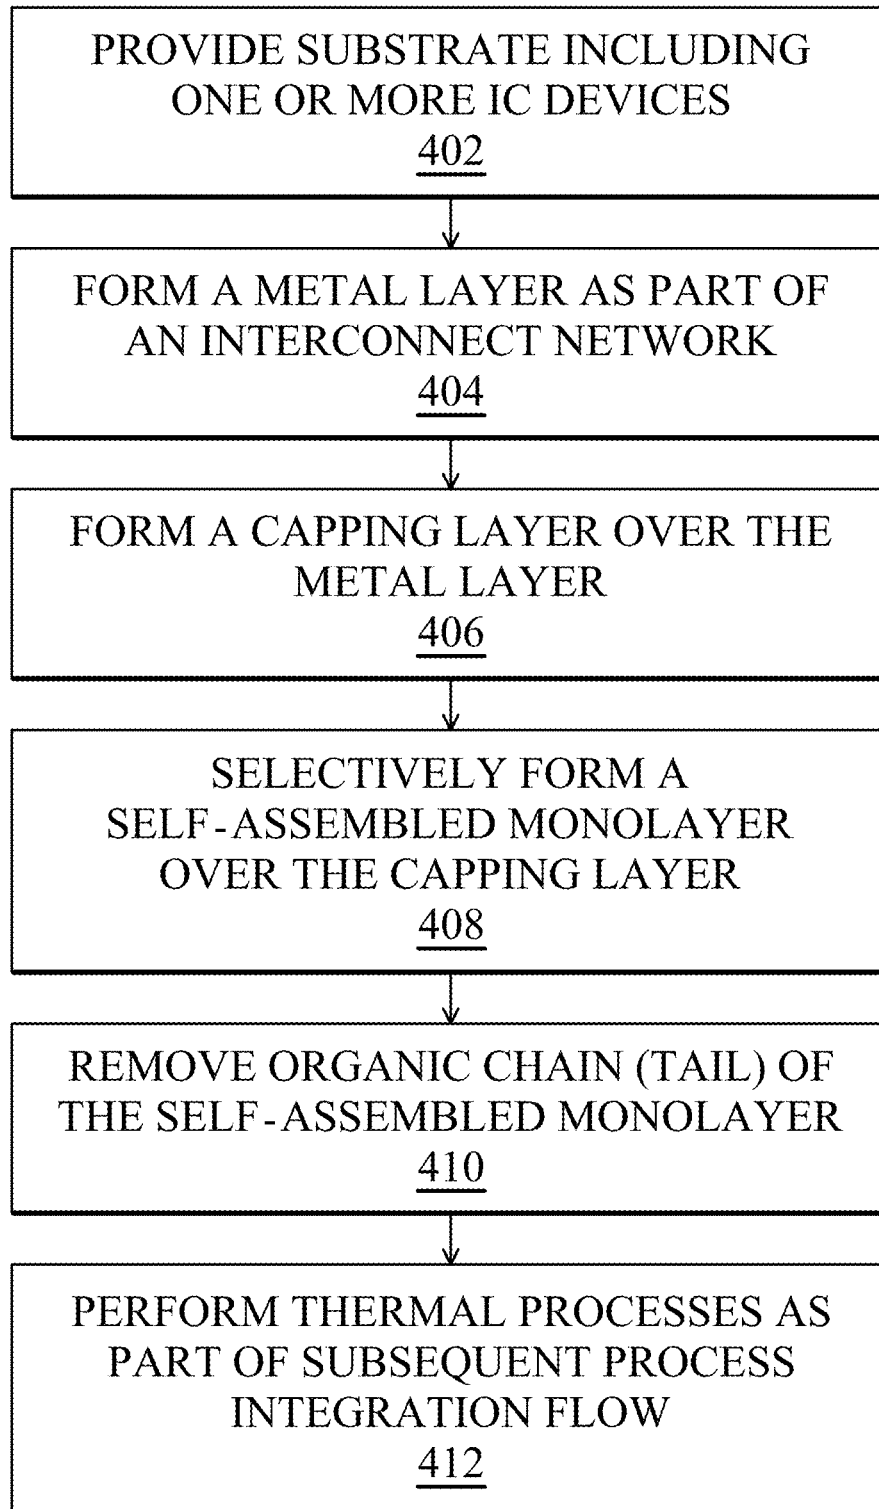 PROVIDE SUBSTRATE INCLUDING
ONE OR MORE IC DEVICES
402
FORM A METAL LAYER AS PART OF
AN INTERCONNECT NETWORK
404
FORM A CAPPING LAYER OVER THE
METAL LAYER
406
SELECTIVELY FORM A
SELF-ASSEMBLED MONOLAYER
OVER THE CAPPING LAYER
408
REMOVE ORGANIC CHAIN (TAIL) OF
THE SELF-ASSEMBLED MONOLAYER
410
PERFORM THERMAL PROCESSES AS
PART OF SUBSEQUENT PROCESS
INTEGRATION FLOW
412